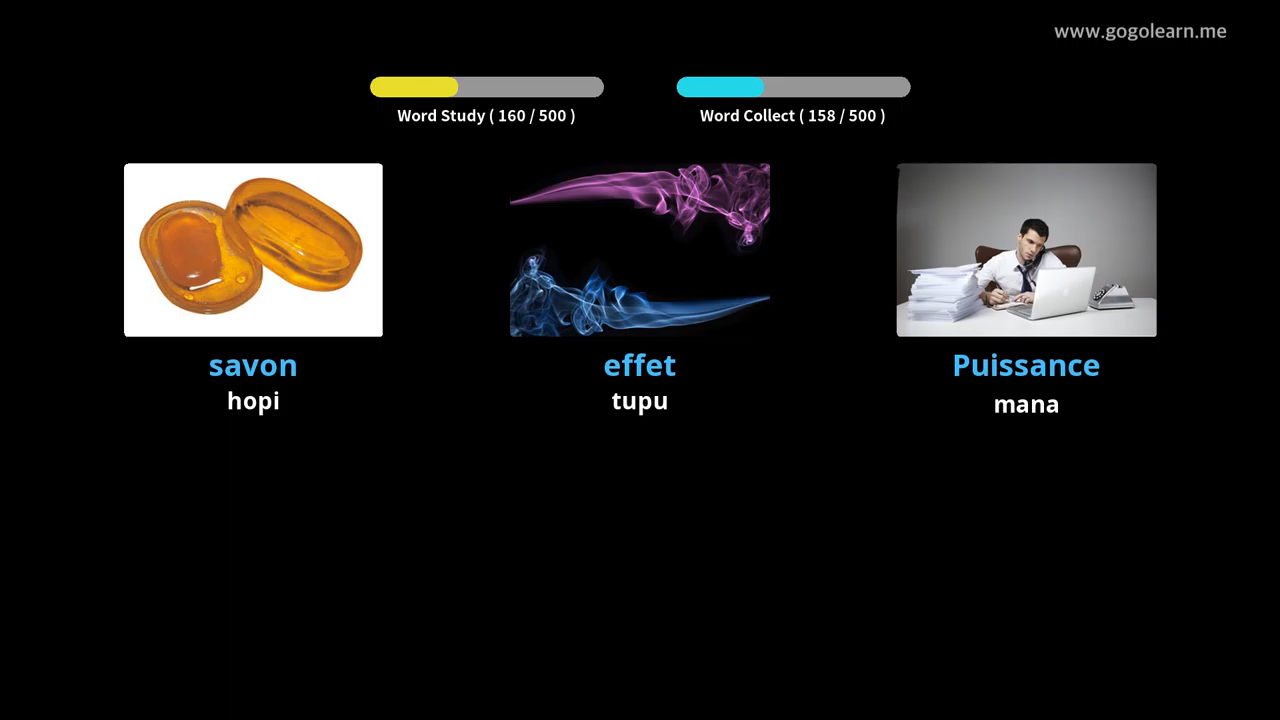 www.gogolearn.me
Word Study ( 160 / 500 )
Word Collect ( 158 / 500 )
savon
hopi
effet
tupu
Puissance
mana